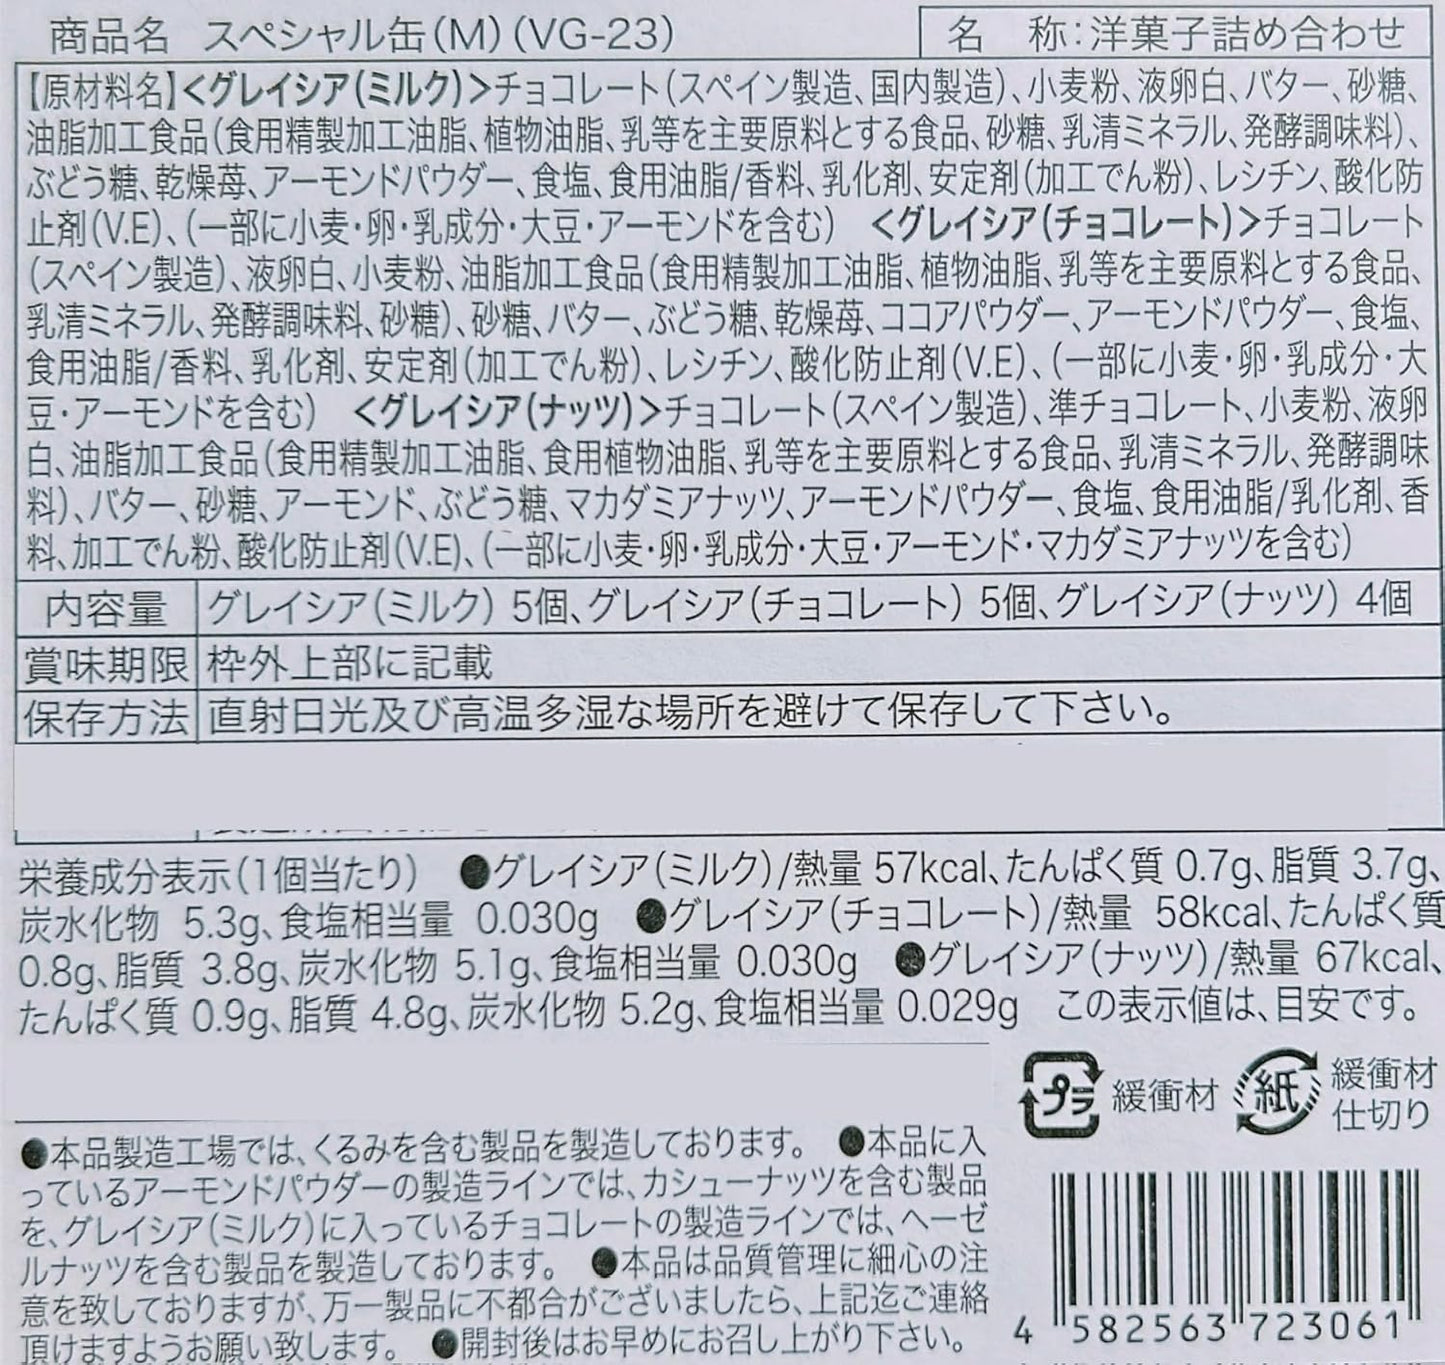 商品名 スペシャル缶(M)(VG-23)
名 称:洋菓子詰め合わせ
【原材料名】<グレイシア(ミルク)>チョコレート(スペイン製造、国内製造)、小麦粉、液卵白、バター、砂糖、
油脂加工食品(食用精製加工油脂、植物油脂、乳等を主要原料とする食品、砂糖、乳清ミネラル、発酵調味料)、
ぶどう糖、乾燥苺、アーモンドパウダー、食塩、食用油脂/香料、乳化剤、安定剤(加工でん粉)、レシチン、酸化防
止剤(V.E)、(一部に小麦・卵・乳成分・大豆・アーモンドを含む) <グレイシア(チョコレート)>チョコレート
(スペイン製造)、液卵白、小麦粉、油脂加工食品(食用精製加工油脂、植物油脂、乳等を主要原料とする食品、
乳清ミネラル、発酵調味料、砂糖)、砂糖、バター、ぶどう糖、乾燥苺、ココアパウダー、アーモンドパウダー、食塩、
食用油脂/香料、乳化剤、安定剤(加工でん粉)、レシチン、酸化防止剤(V.E)、(一部に小麦・卵・乳成分・大
豆・アーモンドを含む) <グレイシア(ナッツ)>チョコレート(スペイン製造)、準チョコレート、小麦粉、液卵
白、油脂加工食品(食用精製加工油脂、食用植物油脂、乳等を主要原料とする食品、乳清ミネラル、発酵調味
料)、バター、砂糖、アーモンド、ぶどう糖、マカダミアナッツ、アーモンドパウダー、食塩、食用油脂/乳化剤、香
料、加工でん粉、酸化防止剤(V.E)、(一部に小麦・卵・乳成分・大豆・アーモンド・マカダミアナッツを含む)
内容量 グレイシア(ミルク) 5個、グレイシア(チョコレート) 5個、グレイシア(ナッツ) 4個
賞味期限 枠外上部に記載
保存方法 直射日光及び高温多湿な場所を避けて保存して下さい。
栄養成分表示(1個当たり) ●グレイシア(ミルク)/熱量 57kcal、たんぱく質 0.7g、脂質 3.7g、
炭水化物 5.3g、食塩相当量 0.030g ●グレイシア(チョコレート)/熱量 58kcal、たんぱく質
0.8g、脂質 3.8g、炭水化物 5.1g、食塩相当量 0.030g ●グレイシア(ナッツ)/熱量 67kcal、
たんぱく質 0.9g、脂質 4.8g、炭水化物 5.2g、食塩相当量 0.029g この表示値は、目安です。
プラ 緩衝材
紙 緩衝材
仕切り
●本品製造工場では、くるみを含む製品を製造しております。 ●本品に入
っているアーモンドパウダーの製造ラインでは、カシューナッツを含む製品
を、グレイシア(ミルク)に入っているチョコレートの製造ラインでは、ヘーゼ
ルナッツを含む製品を製造しております。 ●本品は品質管理に細心の注
意を致しておりますが、万一製品に不都合がございましたら、上記迄ご連絡
頂けますようお願い致します。 ●開封後はお早めにお召し上がり下さい。
4 582563 723061